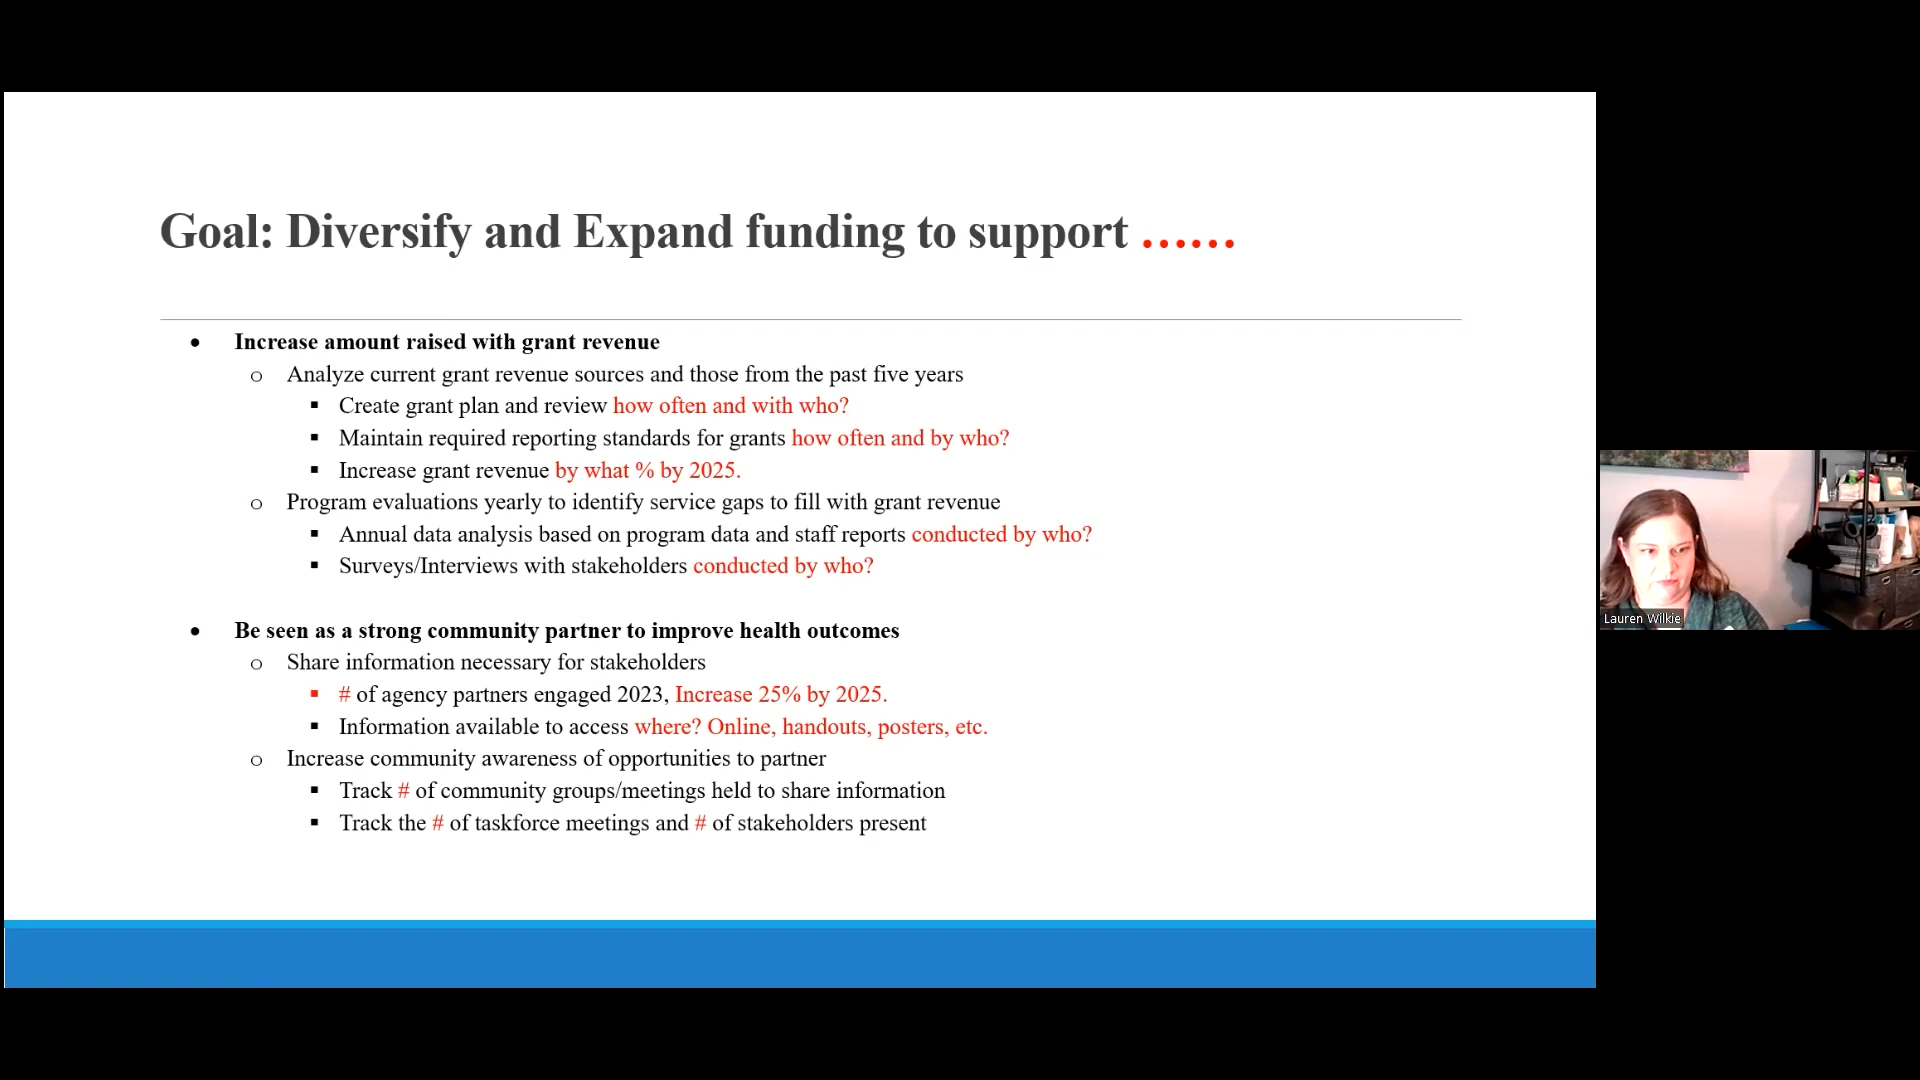 Goal: Diversify and Expand funding to support ......
• Increase amount raised with grant revenue
o Analyze current grant revenue sources and those from the past five years
▪ Create grant plan and review how often and with who?
▪ Maintain required reporting standards for grants how often and by who?
▪ Increase grant revenue by what % by 2025.
o Program evaluations yearly to identify service gaps to fill with grant revenue
▪ Annual data analysis based on program data and staff reports conducted by who?
▪ Surveys/Interviews with stakeholders conducted by who?
• Be seen as a strong community partner to improve health outcomes
o Share information necessary for stakeholders
▪ # of agency partners engaged 2023, Increase 25% by 2025.
▪ Information available to access where? Online, handouts, posters, etc.
o Increase community awareness of opportunities to partner
▪ Track # of community groups/meetings held to share information
▪ Track the # of taskforce meetings and # of stakeholders present
Lauren Wilkie